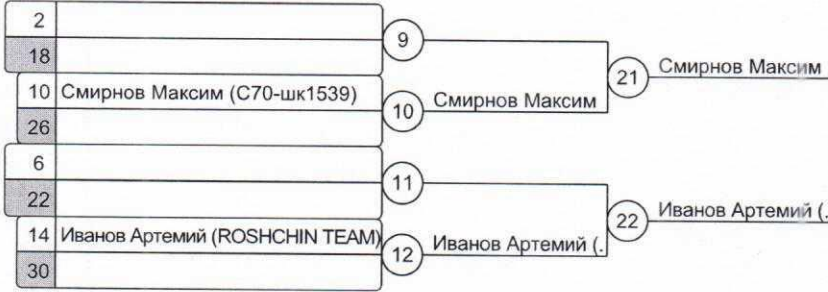 2
9
18
21 Смирнов Максим
10 Смирнов Максим (С70-шк1539)
10 Смирнов Максим
26
6
11
22
22 Иванов Артемий (.
14 Иванов Артемий (ROSHCHIN TEAM)
12 Иванов Артемий (.
30